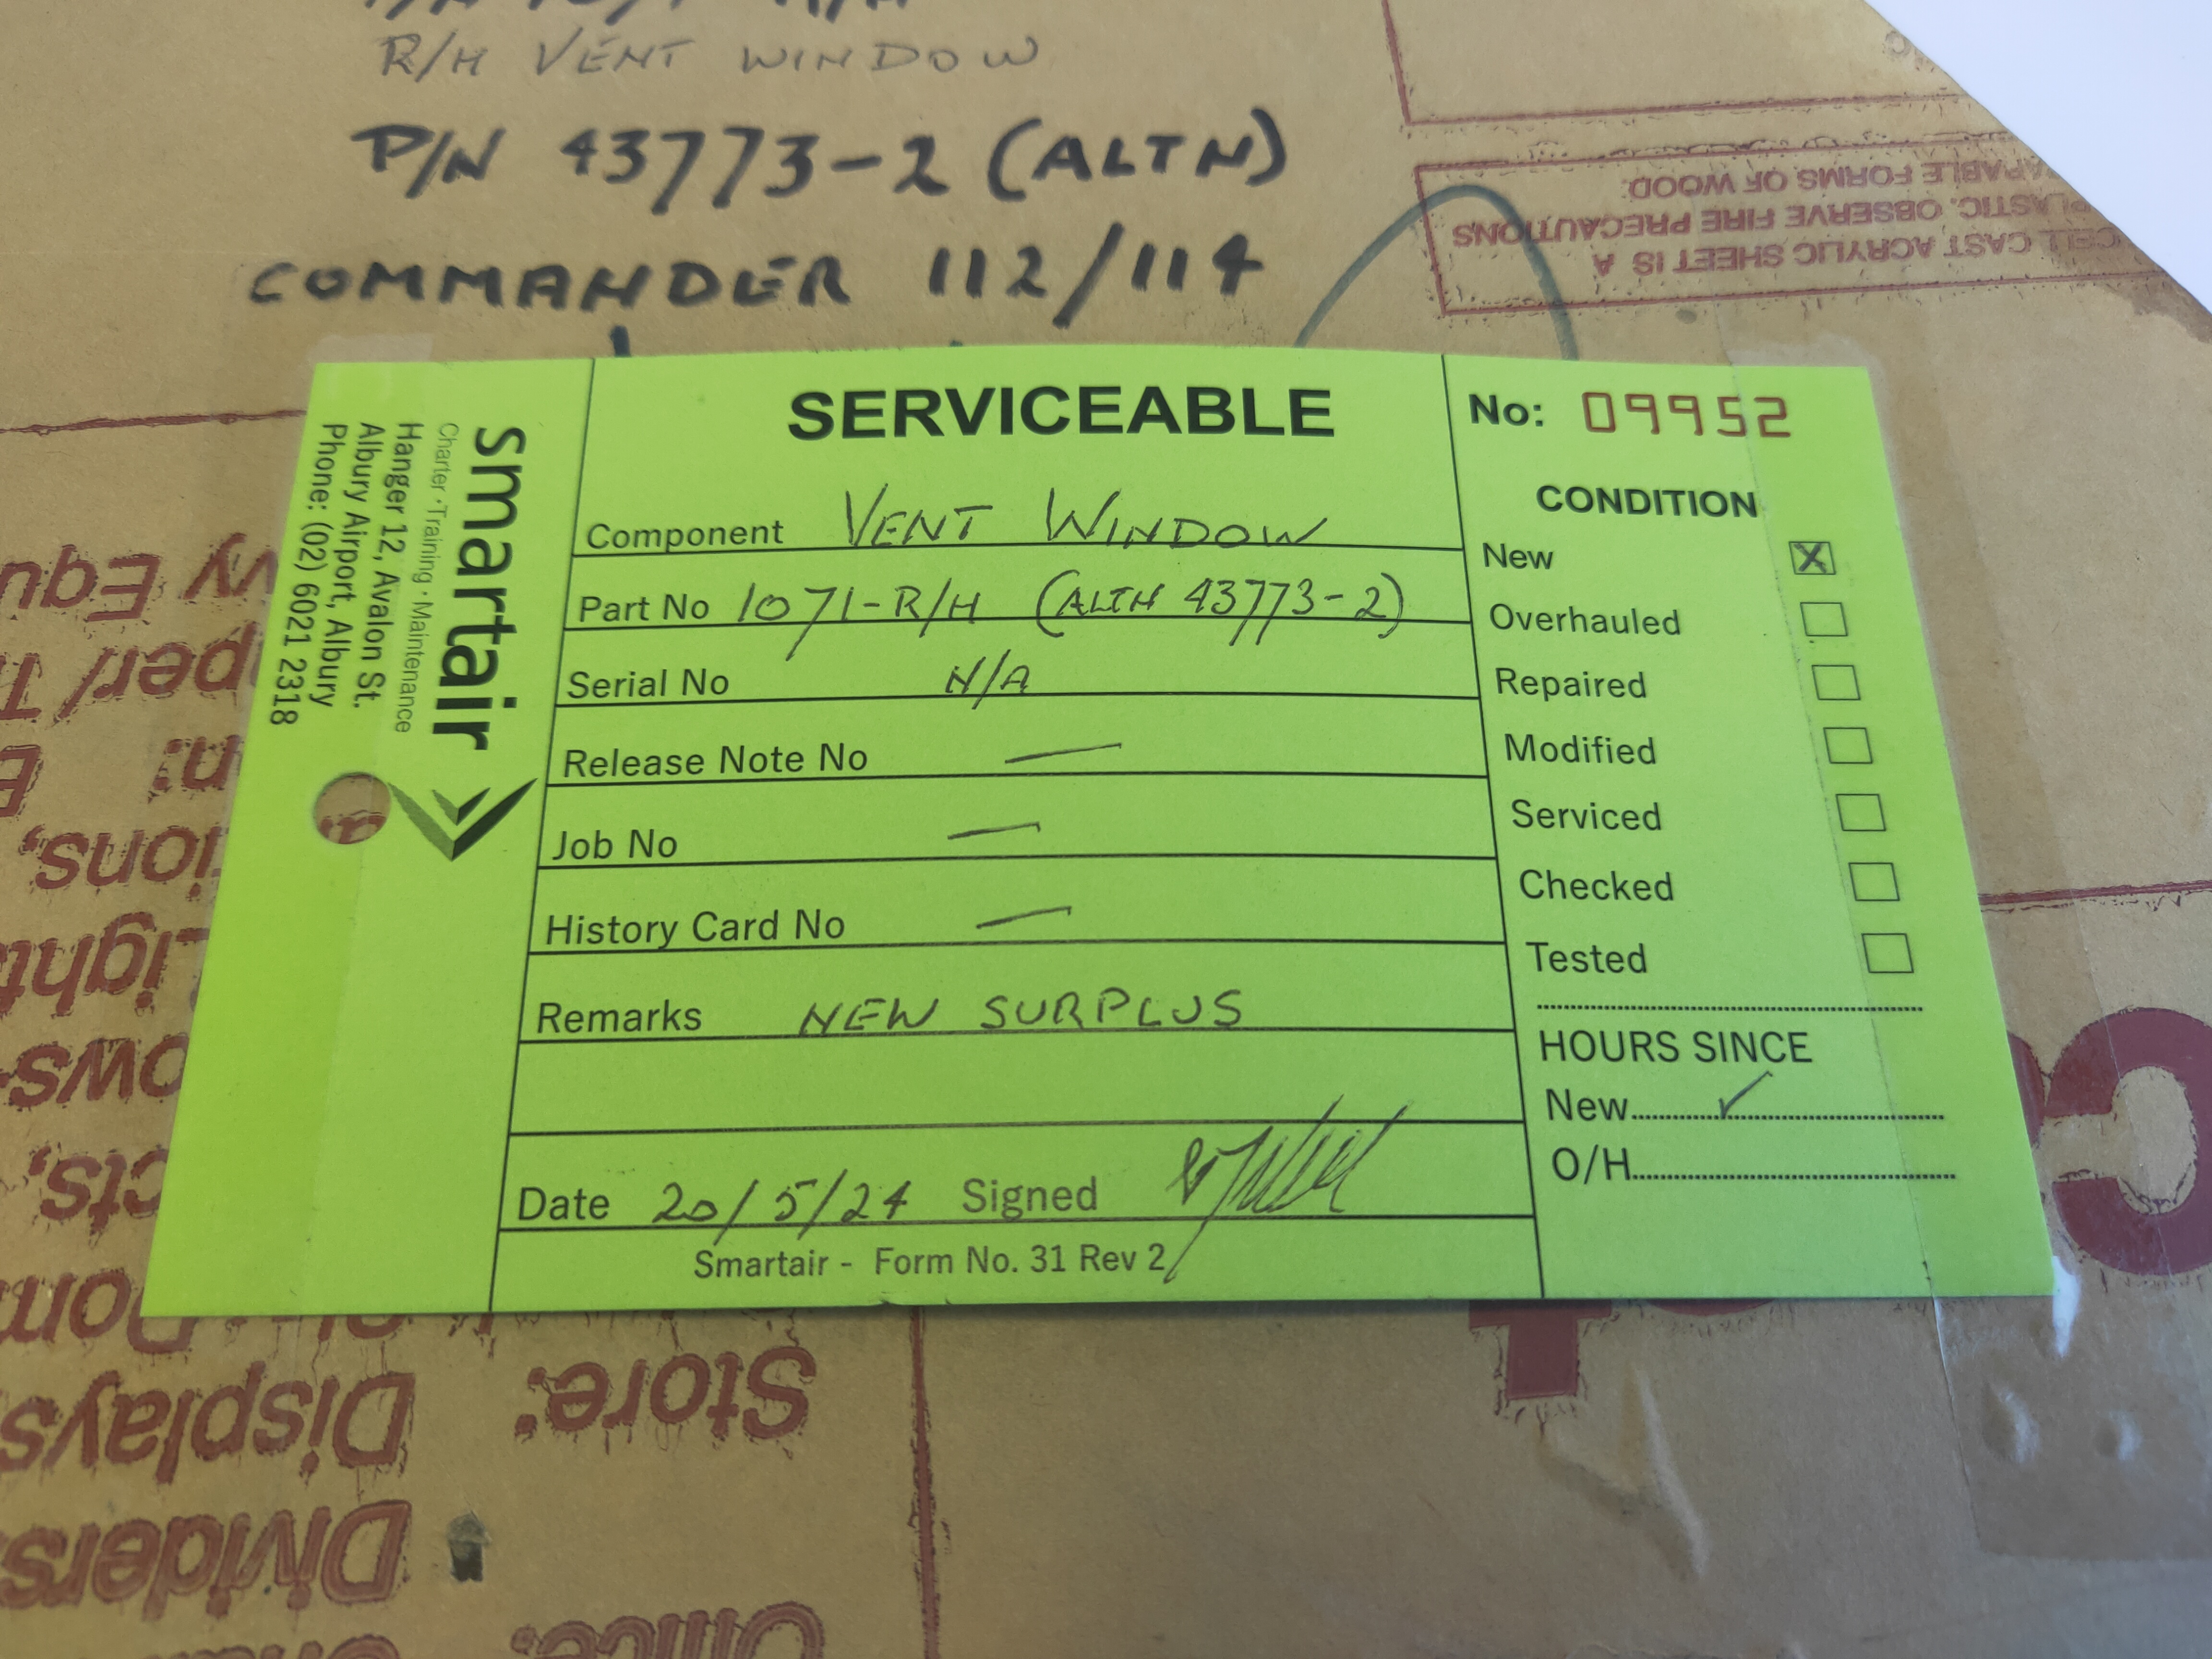 R/H VENT WINDOW
P/N 43773-2 (ALTN)
COMMANDER 112/114
CELL CAST ACRYLIC SHEET IS A
PLASTIC. OBSERVE FIRE PRECAUTIONS
FORMS OF WOOD.
smartair
Charter · Training · Maintenance
Hanger 12, Avalon St.
Albury Airport, Albury
Phone: (02) 6021 2318
SERVICEABLE
Component VENT WINDOW
Part No 1071-R/H (ALTN 43773-2)
Serial No N/A
Release Note No —
Job No —
History Card No —
Remarks NEW SURPLUS
Date 20/5/24 Signed
Smartair - Form No. 31 Rev 2
No: 09952
CONDITION
New X
Overhauled
Repaired
Modified
Serviced
Checked
Tested
HOURS SINCE
New ✓
O/H
Store:
Displays
Dividers
Office: